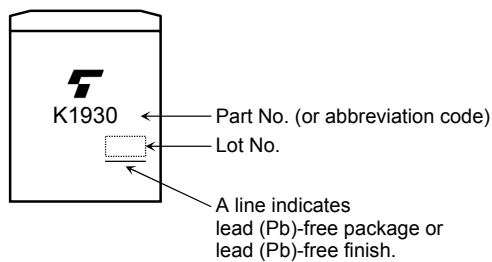 K1930
Part No. (or abbreviation code)
Lot No.
A line indicates
lead (Pb)-free package or
lead (Pb)-free finish.